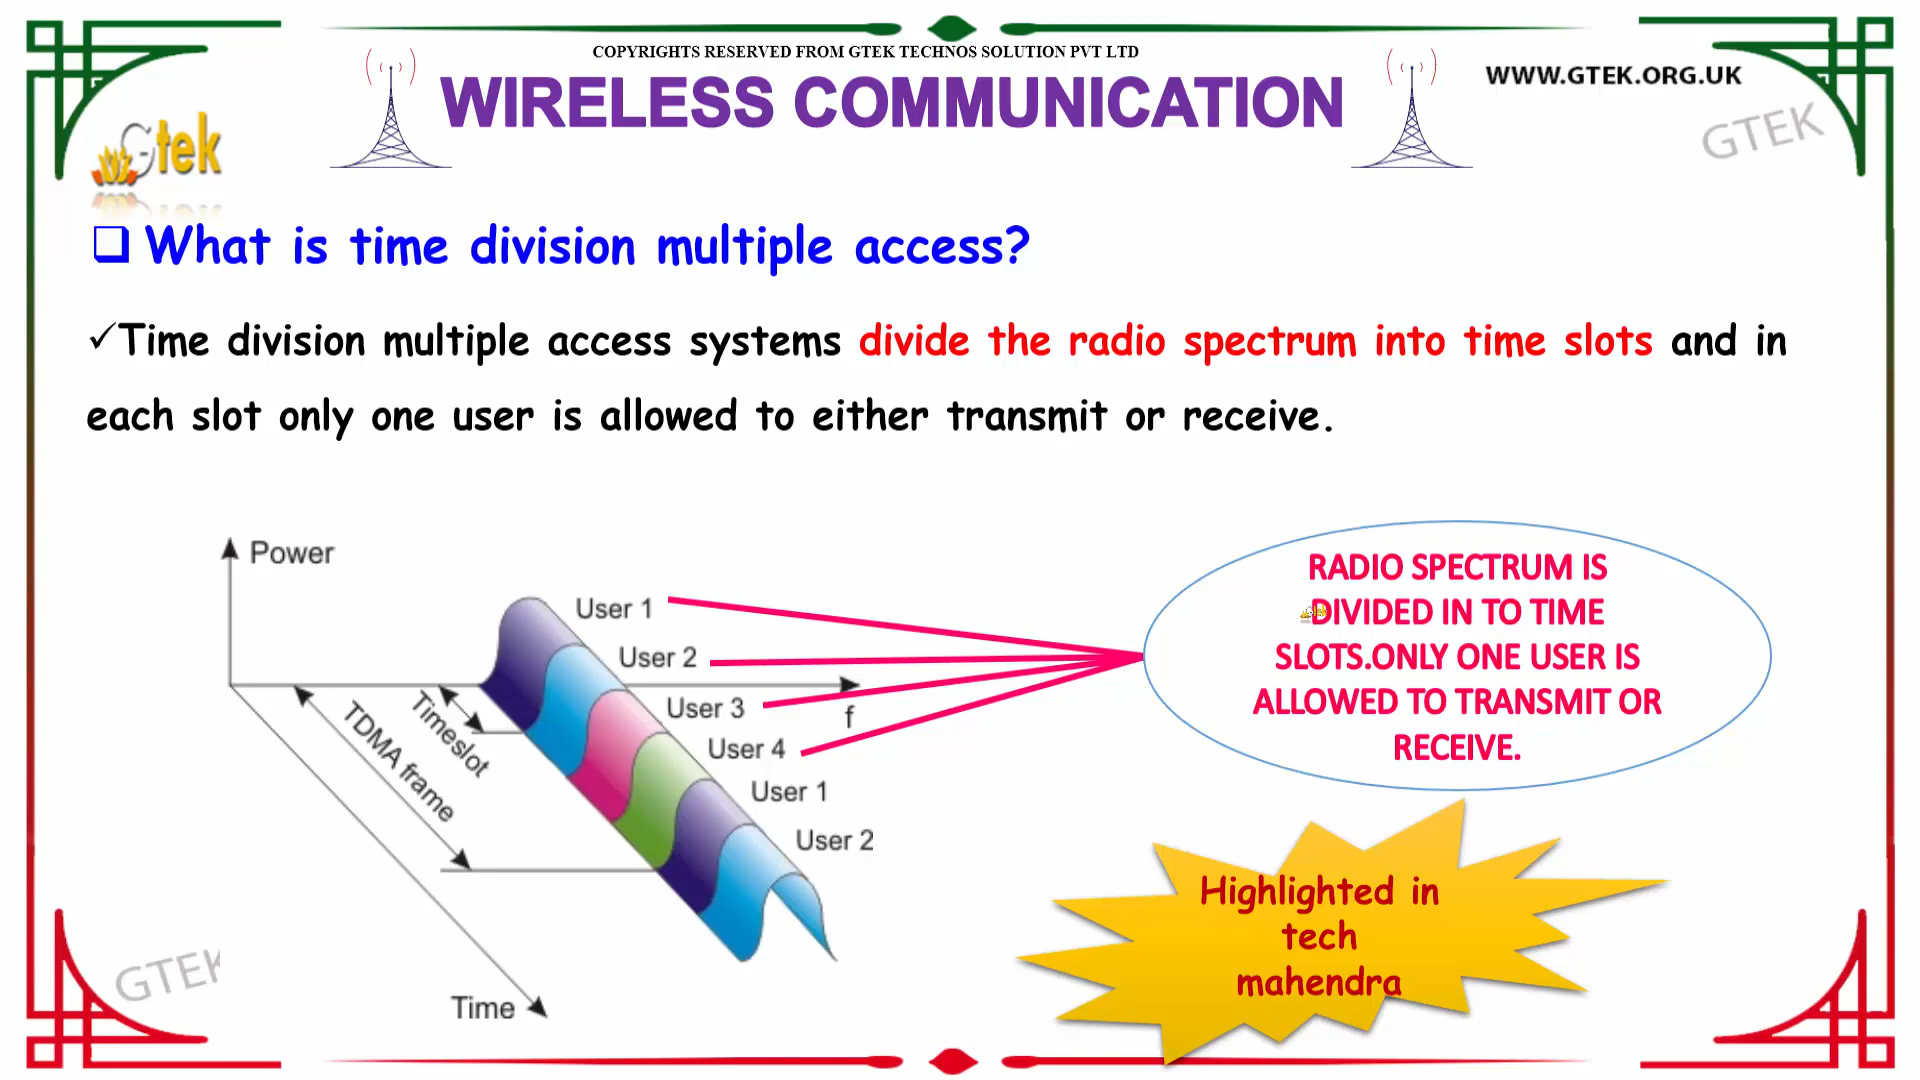 COPYRIGHTS RESERVED FROM GTEK TECHNOS SOLUTION PVT LTD
WIRELESS COMMUNICATION
WWW.GTEK.ORG.UK
GTEK
Gtek
What is time division multiple access?
✓Time division multiple access systems divide the radio spectrum into time slots and in
each slot only one user is allowed to either transmit or receive.
Power
User 1
User 2
User 3
User 4
User 1
User 2
f
Timeslot
TDMA frame
Time
RADIO SPECTRUM IS
DIVIDED IN TO TIME
SLOTS.ONLY ONE USER IS
ALLOWED TO TRANSMIT OR
RECEIVE.
Highlighted in
tech
mahendra
GTEK